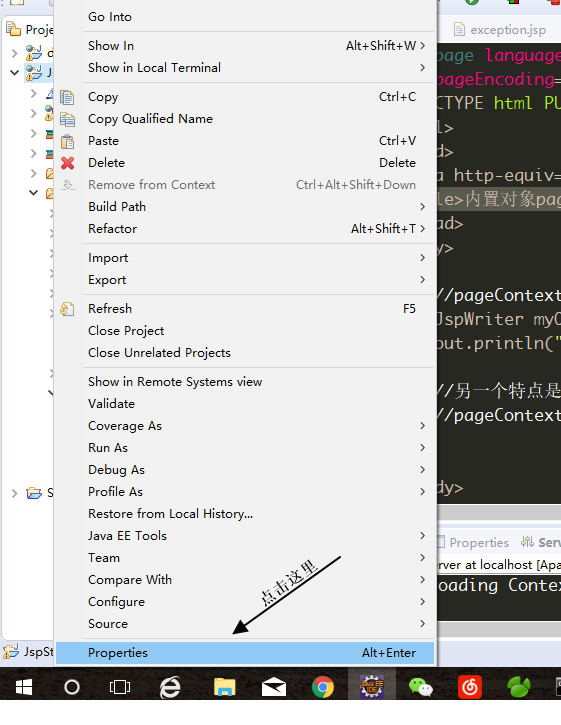 Go Into
Proje
exception.jsp
Show In Alt+Shift+W
Show in Local Terminal
Copy Ctrl+C
Copy Qualified Name
Paste Ctrl+V
Delete Delete
Remove from Context Ctrl+Alt+Shift+Down
Build Path
Refactor Alt+Shift+T
Import
Export
Refresh F5
Close Project
Close Unrelated Projects
Show in Remote Systems view
Validate
Coverage As
Run As
Debug As
Profile As
Restore from Local History...
Java EE Tools
Team
Compare With
Configure
Source
Properties Alt+Enter
点击这里
page language
pageEncoding=
CTYPE html PU
l>
d>
a http-equiv=
le>内置对象pag
ad>
y>
//pageContext
JspWriter myO
out.println("
//另一个特点是
//pageContext
dy>
Properties Serv
erver at localhost [Apa
oading Contex
JspSt
Java EE
IDE